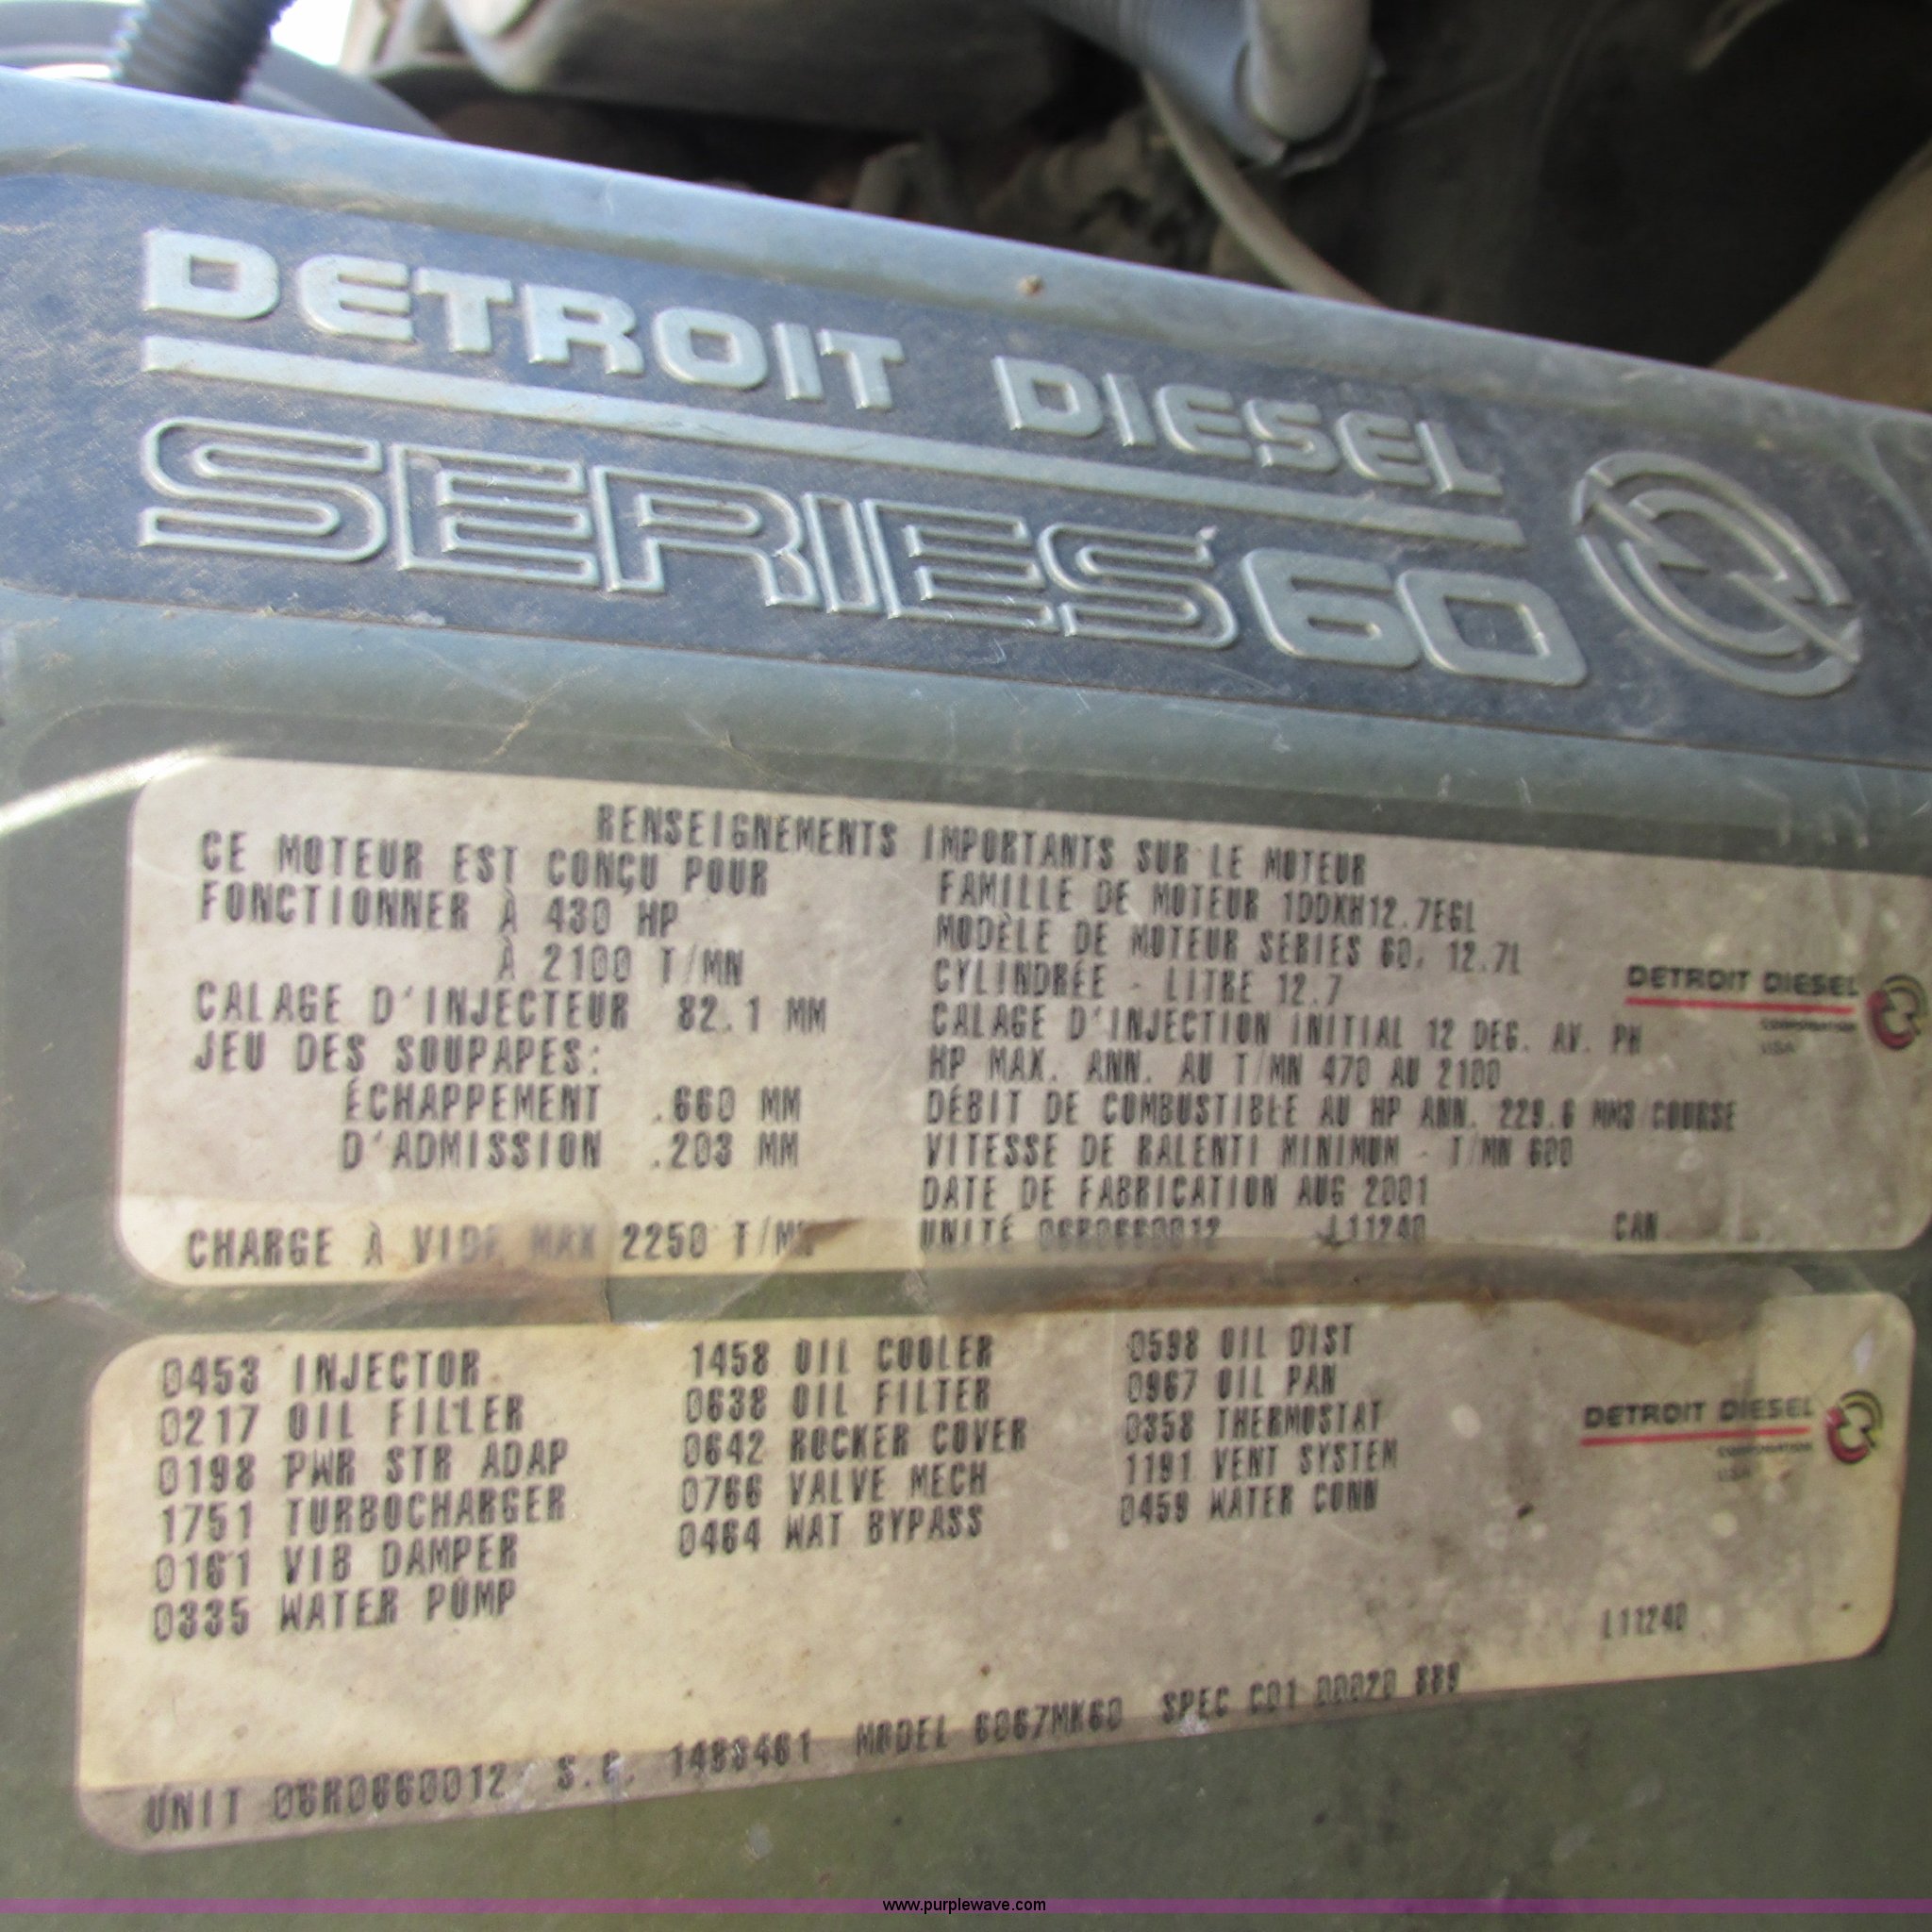 DETROIT DIESEL
SERIES 60
RENSEIGNEMENTS IMPORTANTS SUR LE MOTEUR
CE MOTEUR EST CONÇU POUR
FONCTIONNER À 430 HP
À 2100 T/MN
CALAGE D'INJECTEUR 82.1 MM
JEU DES SOUPAPES:
ÉCHAPPEMENT .660 MM
D'ADMISSION .203 MM
CHARGE À VIDE MAX 2250 T/MN
FAMILLE DE MOTEUR 1DDXH12.7EGL
MODÈLE DE MOTEUR SERIES 60, 12.7L
CYLINDRÉE - LITRE 12.7
CALAGE D'INJECTION INITIAL 12 DEG. AV. PH
HP MAX. ANN. AU T/MN 470 AU 2100
DÉBIT DE COMBUSTIBLE AU HP ANN. 229.6 MM3/COURSE
VITESSE DE RALENTI MINIMUM - T/MN 600
DATE DE FABRICATION AUG 2001
UNITÉ 06R0660012 L11240 CAN
DETROIT DIESEL
CORPORATION
USA
0453 INJECTOR
0217 OIL FILLER
0198 PWR STR ADAP
1751 TURBOCHARGER
0161 VIB DAMPER
0335 WATER PUMP
1458 OIL COOLER
0638 OIL FILTER
0642 ROCKER COVER
0766 VALVE MECH
0464 WAT BYPASS
0598 OIL DIST
0967 OIL PAN
0358 THERMOSTAT
1191 VENT SYSTEM
0459 WATER CONN
DETROIT DIESEL
CORPORATION
USA
L11240
UNIT 06R0660012 S.O. MODEL 6067MK60 SPEC
www.purplewave.com